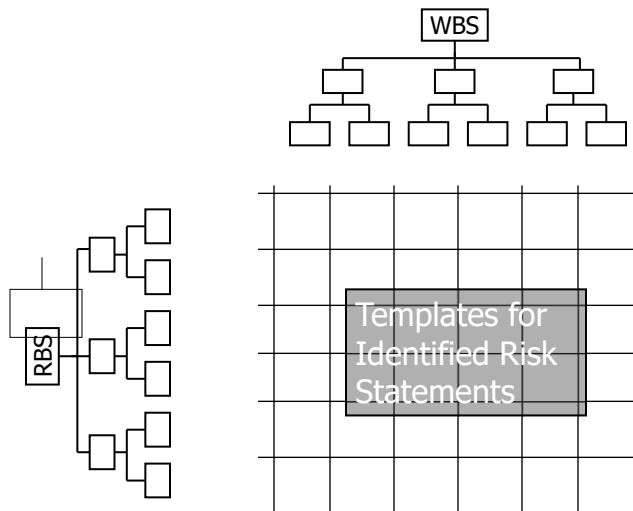 WBS
RBS
Templates for
Identified Risk
Statements